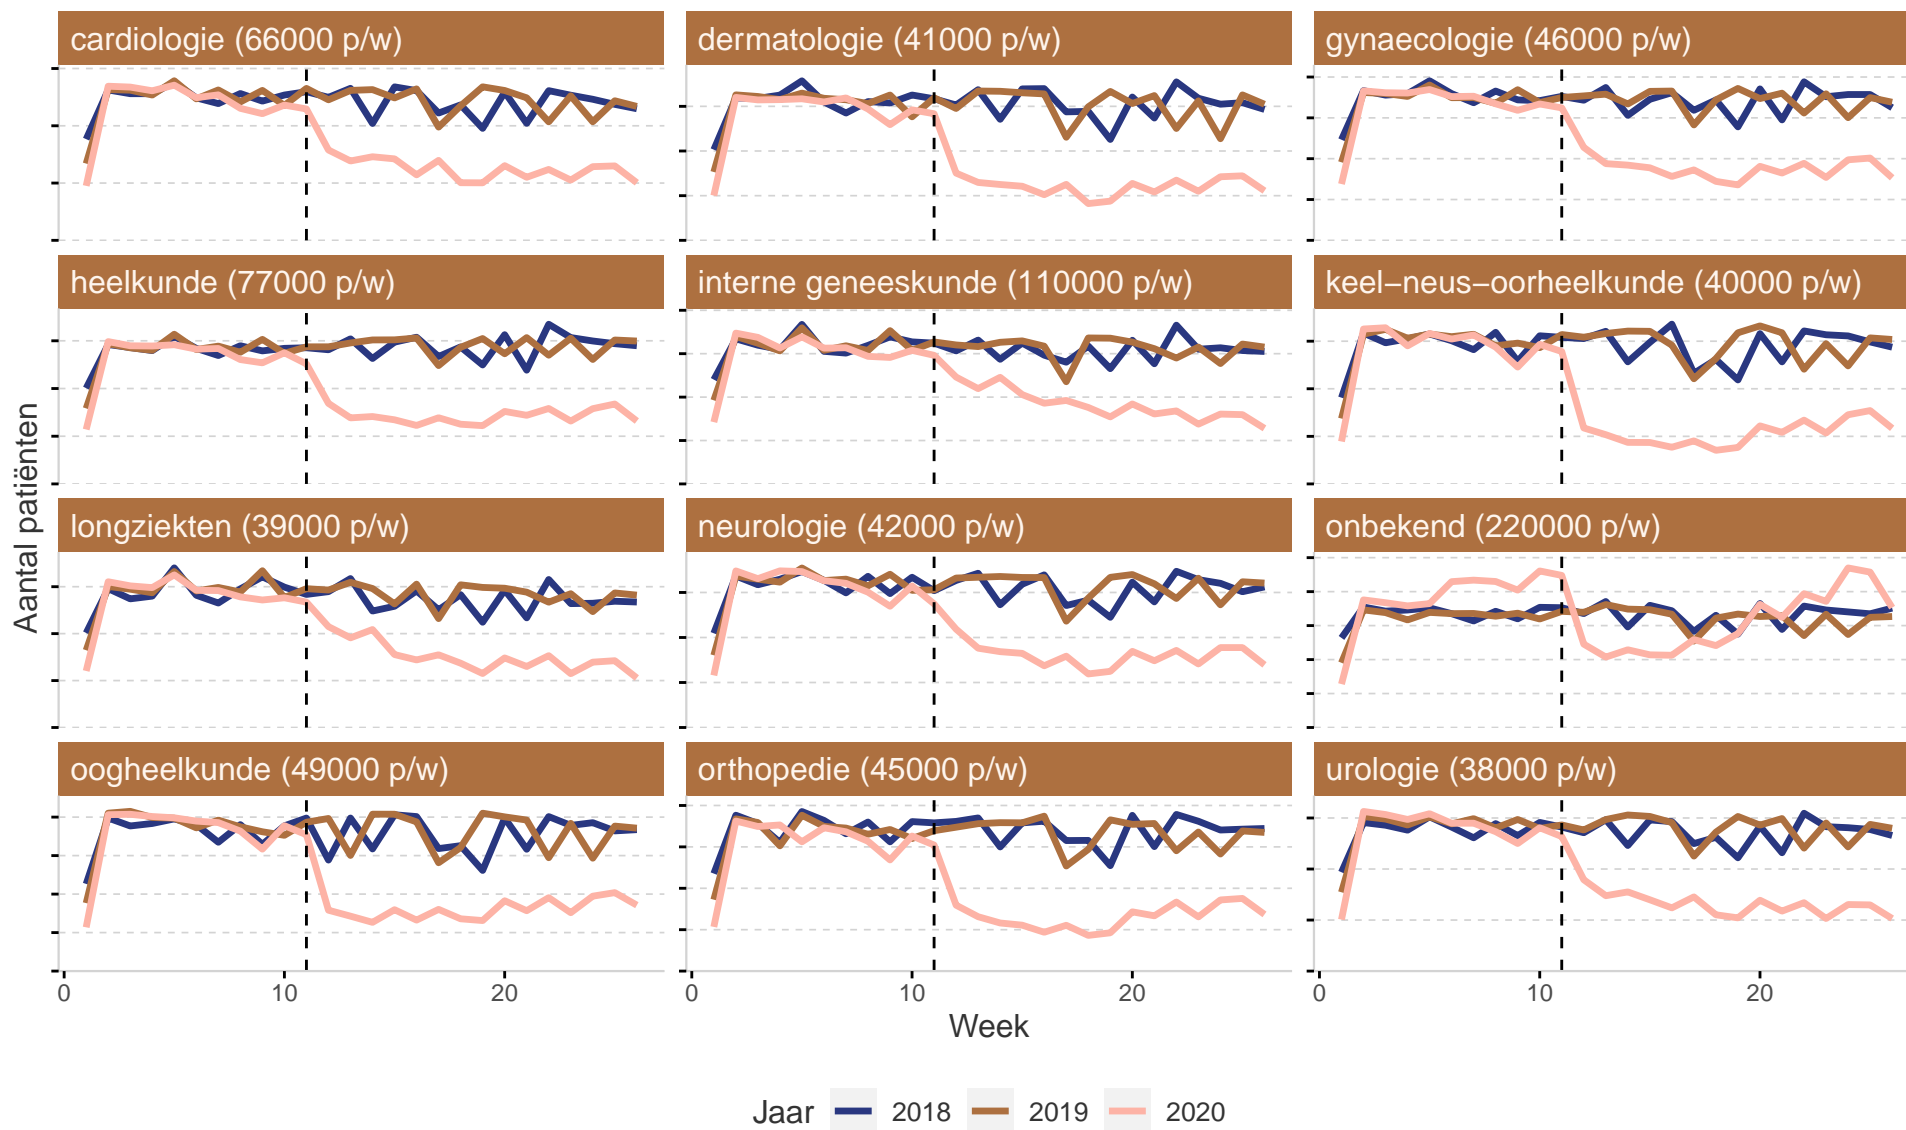 cardiologie (66000 p/w)
dermatologie (41000 p/w)
gynaecologie (46000 p/w)
heelkunde (77000 p/w)
interne geneeskunde (110000 p/w)
keel−neus−oorheelkunde (40000 p/w)
longziekten (39000 p/w)
neurologie (42000 p/w)
onbekend (220000 p/w)
oogheelkunde (49000 p/w)
orthopedie (45000 p/w)
urologie (38000 p/w)
Aantal patiënten
0 10 20
0 10 20
0 10 20
Week
Jaar 2018 2019 2020